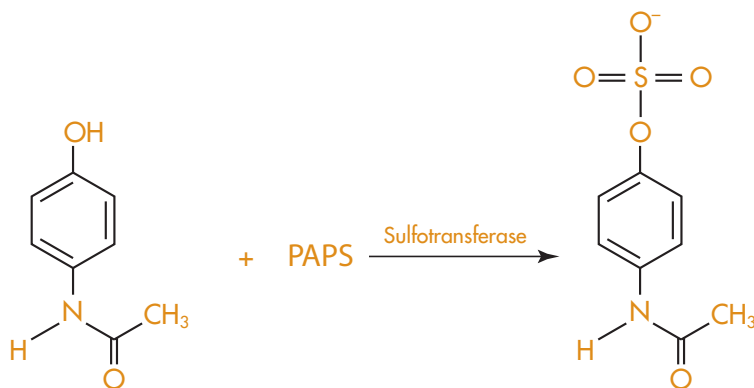 O⁻
O S O
O
OH
Sulfotransferase
+ PAPS
N CH₃
H
O
N CH₃
H
O